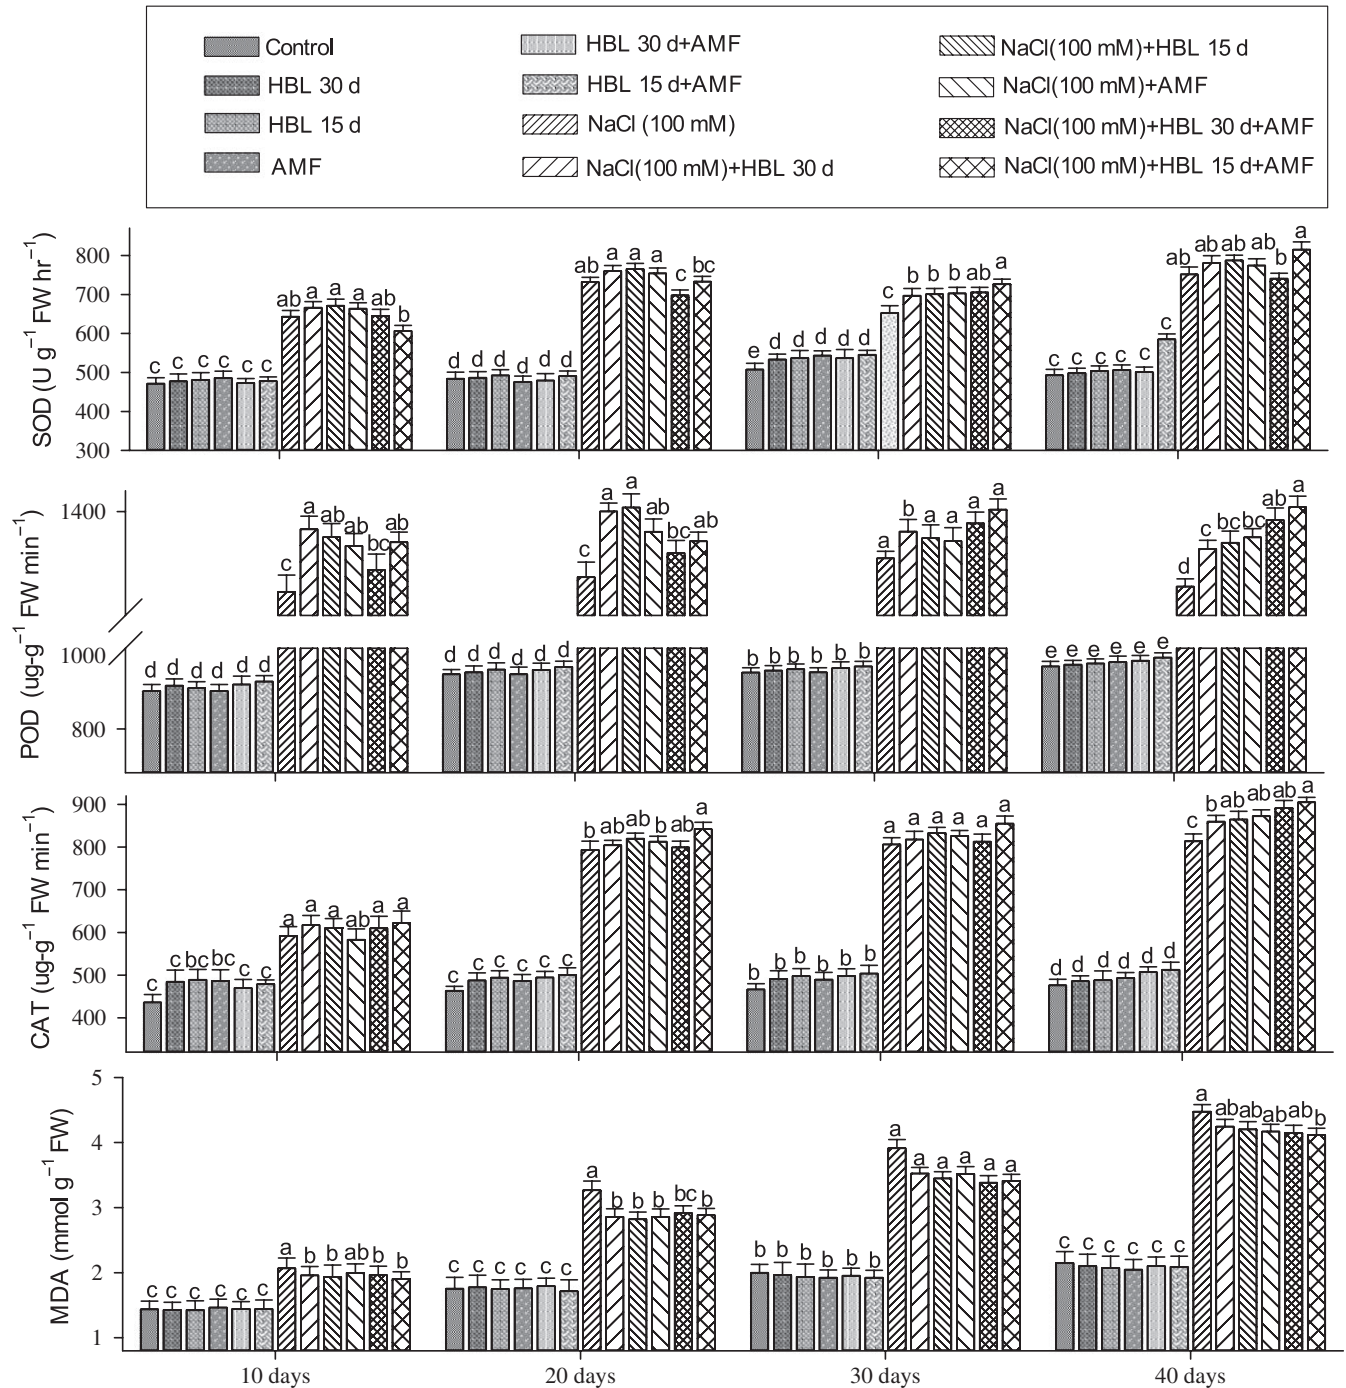 Control
HBL 30 d
HBL 15 d
AMF
HBL 30 d+AMF
HBL 15 d+AMF
NaCl (100 mM)
NaCl(100 mM)+HBL 30 d
NaCl(100 mM)+HBL 15 d
NaCl(100 mM)+AMF
NaCl(100 mM)+HBL 30 d+AMF
NaCl(100 mM)+HBL 15 d+AMF
SOD (U g⁻¹ FW hr⁻¹)
800
700
600
500
400
300
c c c c c c ab a a a ab b
d d d d d d ab a a a c bc
e d d d d d c b b b ab a
c c c c c c ab ab ab ab b a
POD (ug-g⁻¹ FW min⁻¹)
1400
1000
800
d d d d d d c a ab ab bc ab
d d d d d d c a a ab bc ab
b b b b b b a b a a a a
e e e e e e d c bc bc ab a
CAT (ug-g⁻¹ FW min⁻¹)
900
800
700
600
500
400
c c bc bc c c a a a ab a a
c c c c c c b ab ab b ab a
b b b b b b a a a a a a
d d d d d d c b ab ab ab a
MDA (mmol g⁻¹ FW)
5
4
3
2
1
c c c c c c a b b ab b b
c c c c c c a b b b bc b
b b b b b b a a a a a a
c c c c c c a ab ab ab ab b
10 days
20 days
30 days
40 days